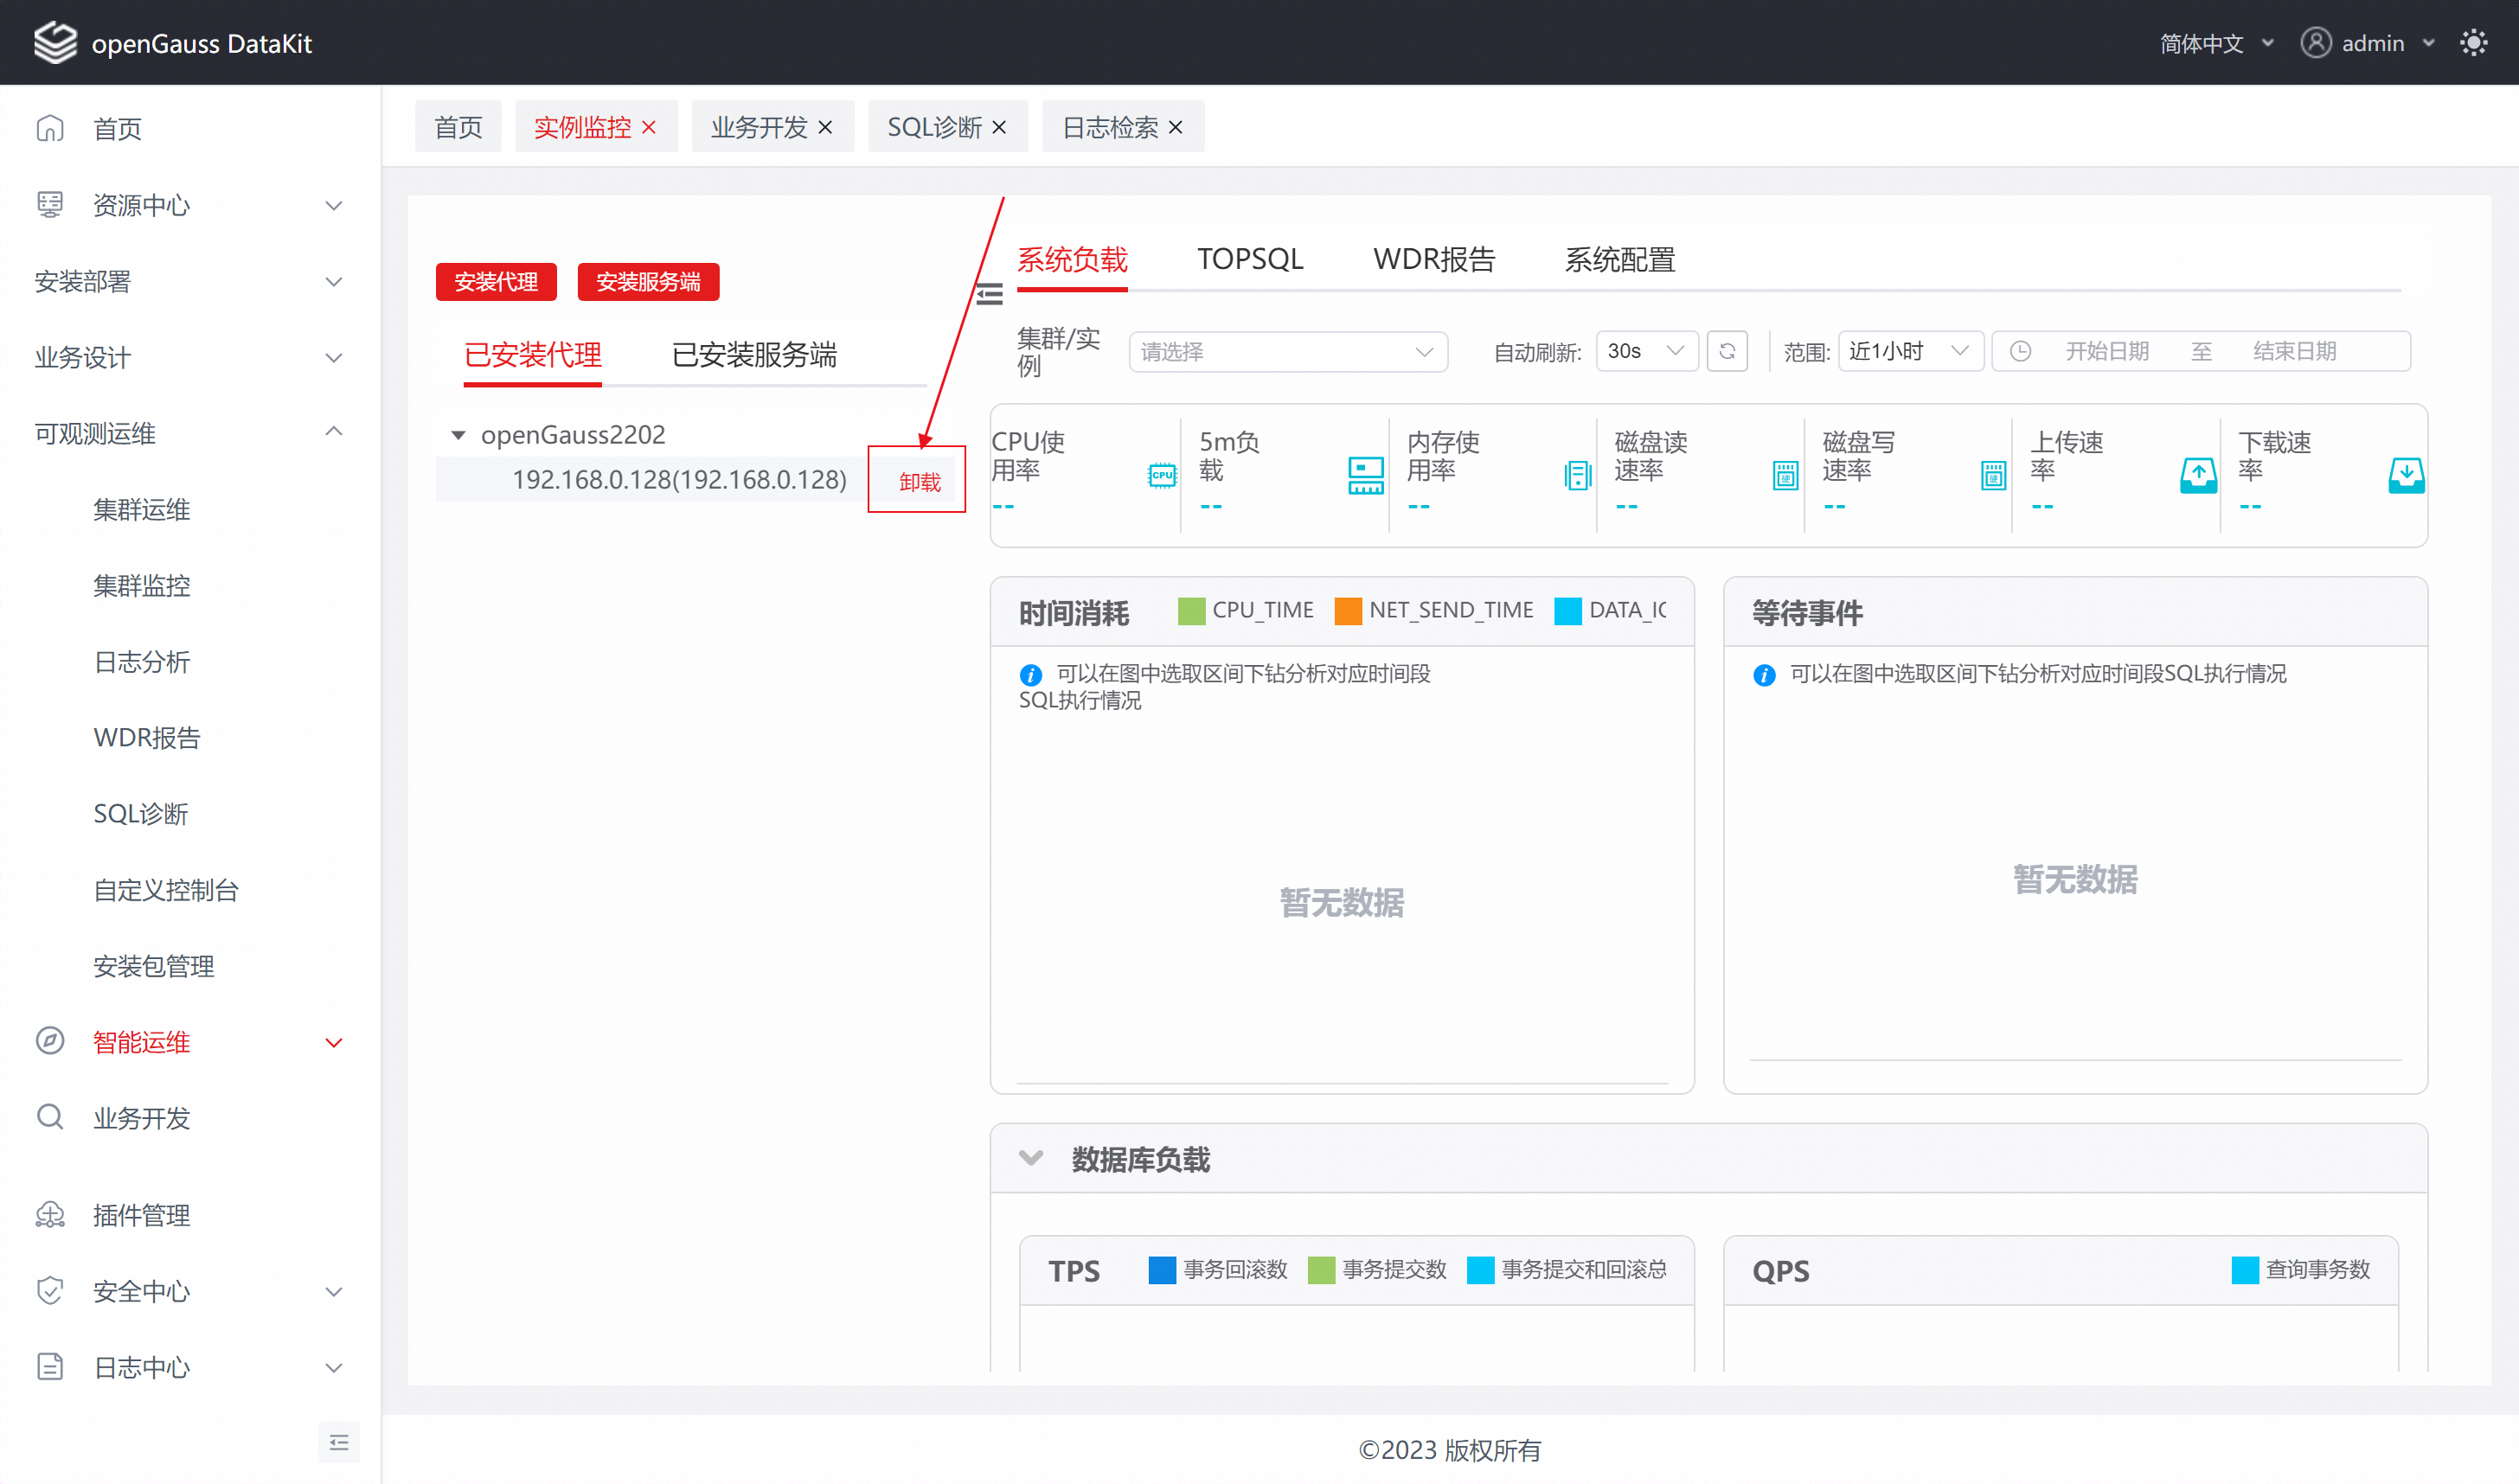 openGauss DataKit
简体中文
admin
首页
资源中心
安装部署
业务设计
可观测运维
集群运维
集群监控
日志分析
WDR报告
SQL诊断
自定义控制台
安装包管理
智能运维
业务开发
插件管理
安全中心
日志中心
首页
实例监控
业务开发
SQL诊断
日志检索
安装代理
安装服务端
已安装代理
已安装服务端
openGauss2202
192.168.0.128(192.168.0.128)
卸载
系统负载
TOPSQL
WDR报告
系统配置
集群/实
例
请选择
自动刷新:
30s
范围:
近1小时
开始日期
至
结束日期
CPU使
用率
CPU
--
5m负
载
--
内存使
用率
--
磁盘读
速率
硬
--
磁盘写
速率
硬
--
上传速
率
--
下载速
率
--
时间消耗
CPU_TIME
NET_SEND_TIME
DATA_IO
可以在图中选取区间下钻分析对应时间段
SQL执行情况
暂无数据
等待事件
可以在图中选取区间下钻分析对应时间段SQL执行情况
暂无数据
数据库负载
TPS
事务回滚数
事务提交数
事务提交和回滚总
QPS
查询事务数
©2023 版权所有